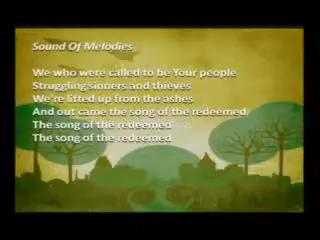 Sound Of Melodies
We who were called to be Your people
Struggling sinners and thieves
We're lifted up from the ashes
And out came the song of the redeemed
The song of the redeemed
The song of the redeemed